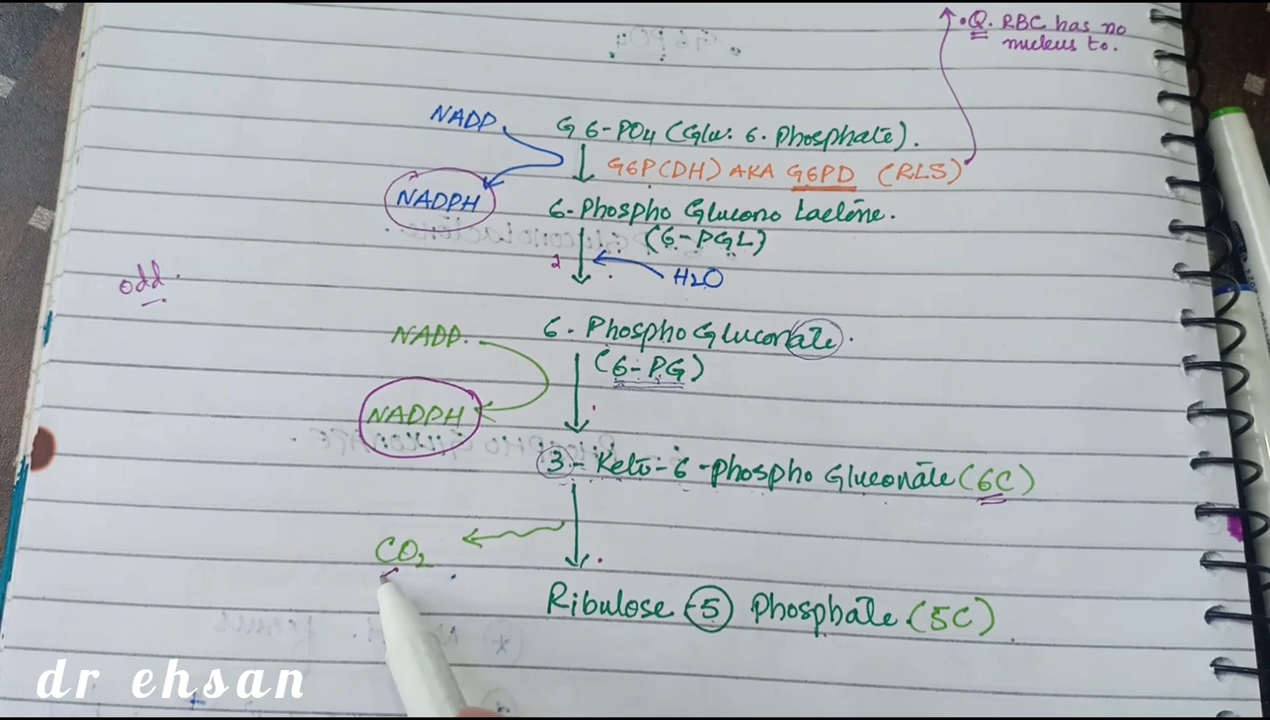 • Q. RBC has no
nucleus to.
NADP
G 6-PO4 (Glu. 6. Phosphate).
G6P(DH) AKA G6PD (RLS)
NADPH
6-Phospho Glucono Lactone.
(6-PGL)
2
H2O
odd.
6. Phospho Gluconate.
NADP.
(6-PG)
NADPH
3-Keto-6-phospho Gluconate (6C)
CO2
Ribulose-5 Phosphate (5C)
dr ehsan